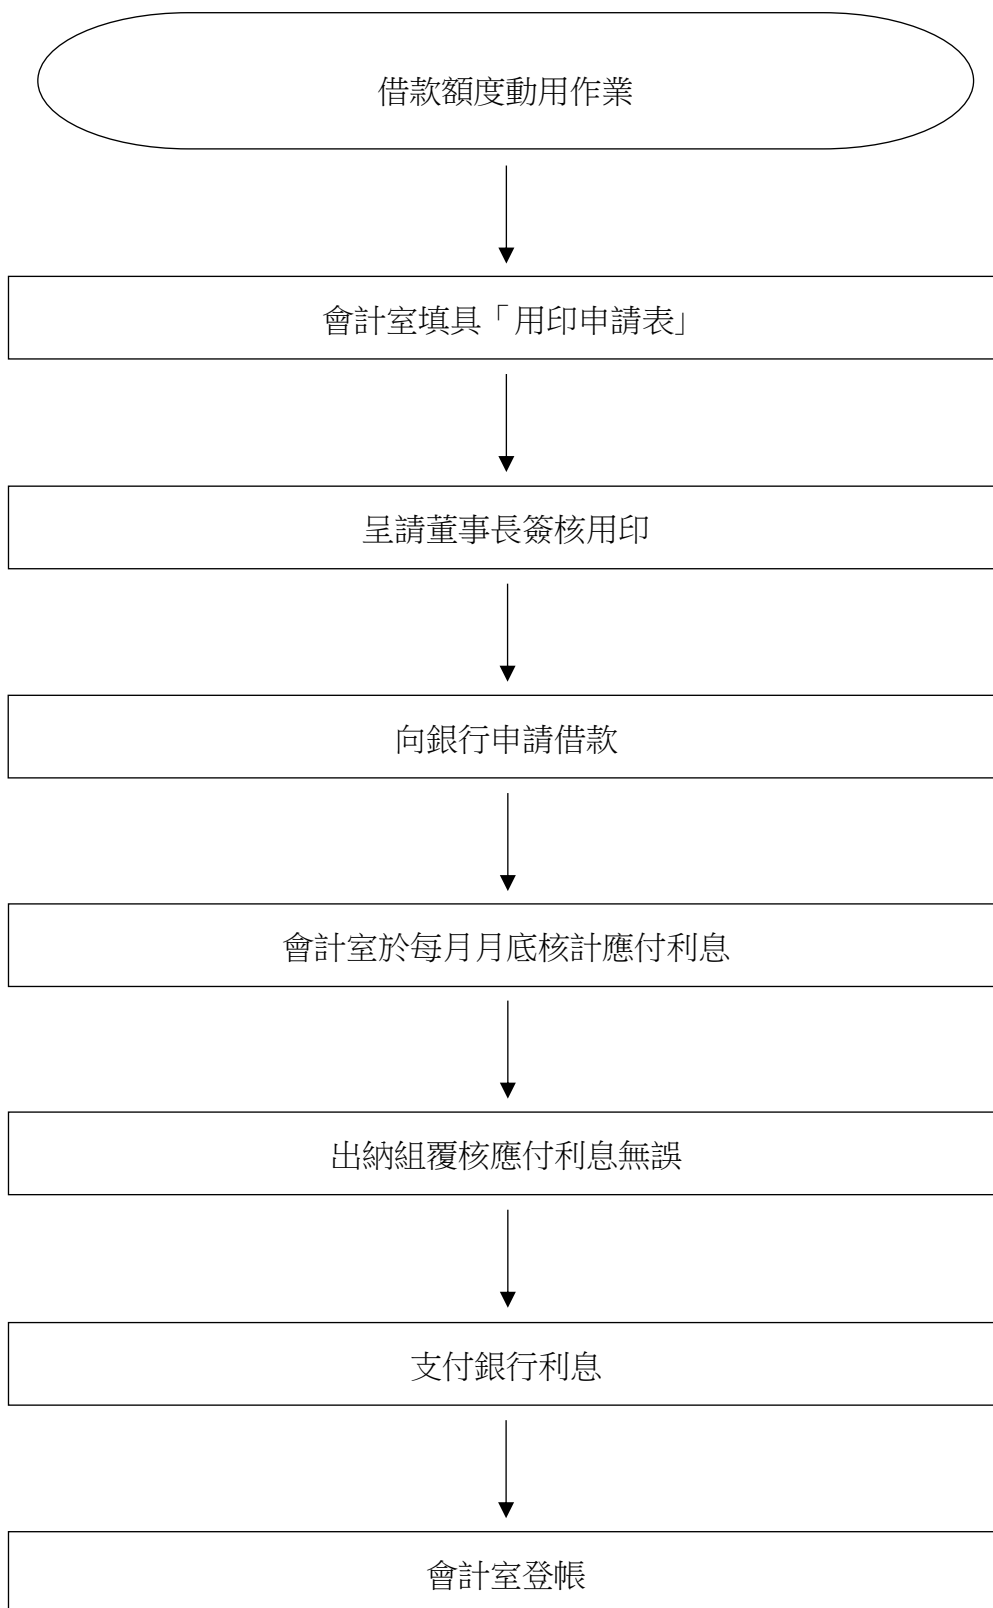 借款額度動用作業
會計室填具「用印申請表」
呈請董事長簽核用印
向銀行申請借款
會計室於每月月底核計應付利息
出納組覆核應付利息無誤
支付銀行利息
會計室登帳